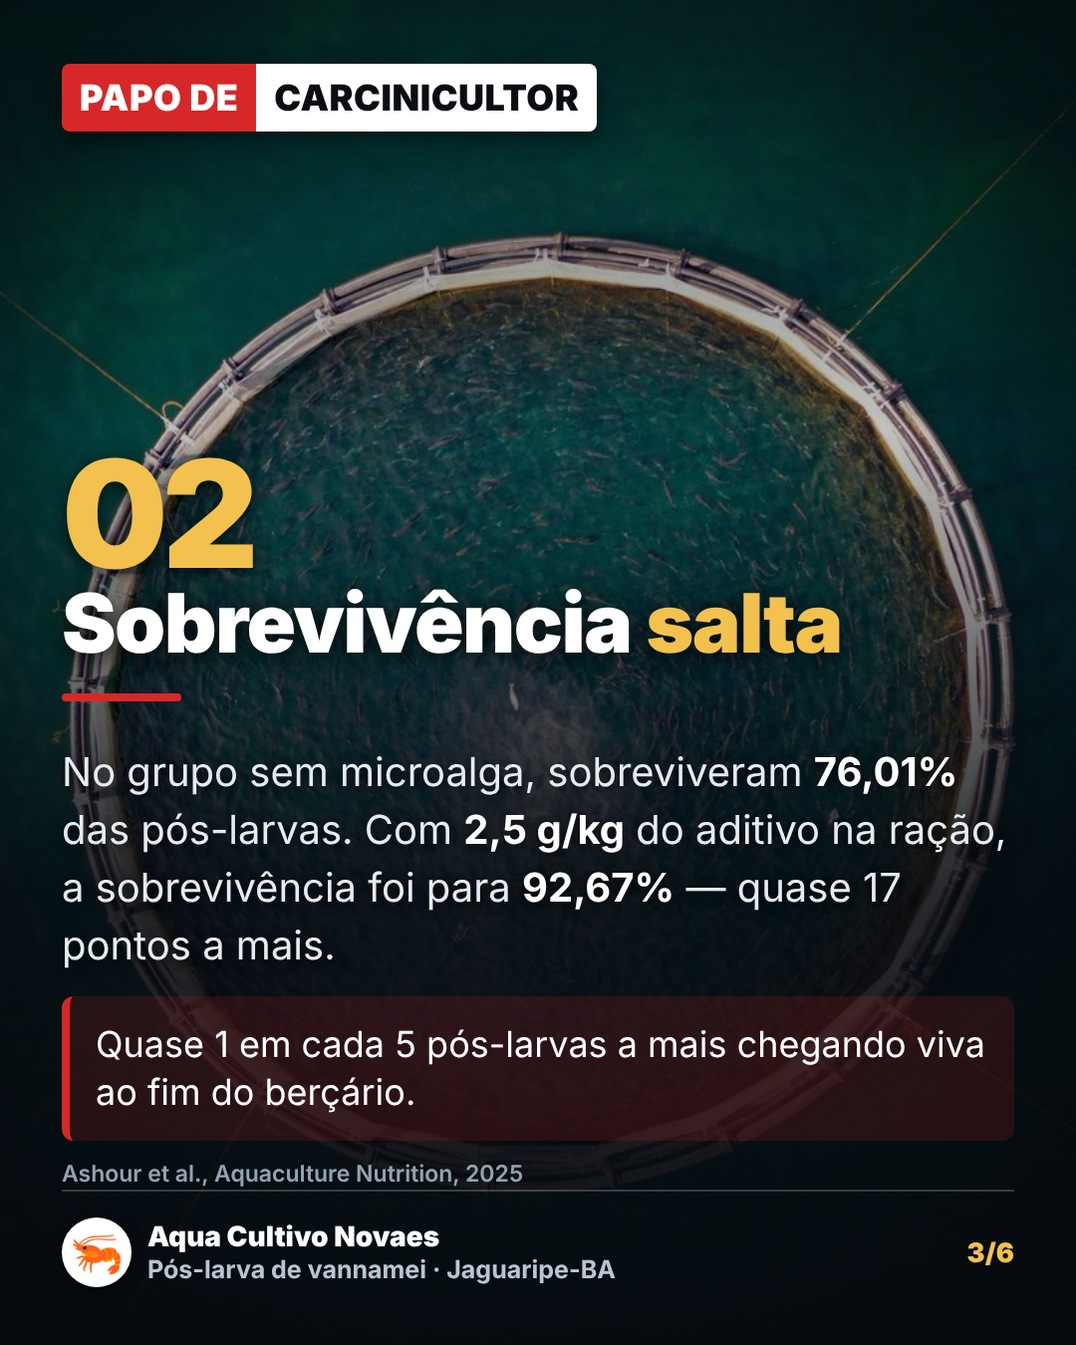 PAPO DE CARCINICULTOR
02
Sobrevivência salta
No grupo sem microalga, sobreviveram 76,01%
das pós-larvas. Com 2,5 g/kg do aditivo na ração,
a sobrevivência foi para 92,67% — quase 17
pontos a mais.
Quase 1 em cada 5 pós-larvas a mais chegando viva
ao fim do berçário.
Ashour et al., Aquaculture Nutrition, 2025
Aqua Cultivo Novaes
Pós-larva de vannamei · Jaguaripe-BA
3/6